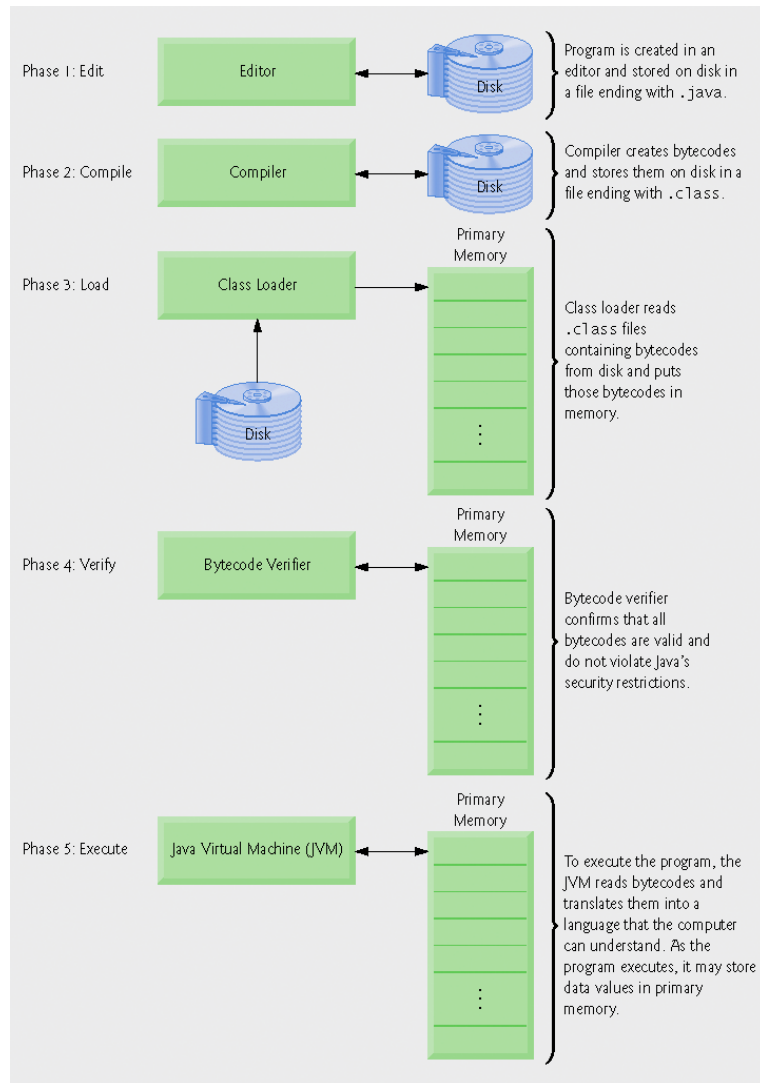 Phase 1: Edit
Editor
Disk
Program is created in an
editor and stored on disk in
a file ending with .java.
Phase 2: Compile
Compiler
Disk
Compiler creates bytecodes
and stores them on disk in a
file ending with .class.
Phase 3: Load
Class Loader
Disk
Primary
Memory
Class loader reads
.class files
containing bytecodes
from disk and puts
those bytecodes in
memory.
Phase 4: Verify
Bytecode Verifier
Primary
Memory
Bytecode verifier
confirms that all
bytecodes are valid and
do not violate Java's
security restrictions.
Phase 5: Execute
Java Virtual Machine (JVM)
Primary
Memory
To execute the program, the
JVM reads bytecodes and
translates them into a
language that the computer
can understand. As the
program executes, it may store
data values in primary
memory.